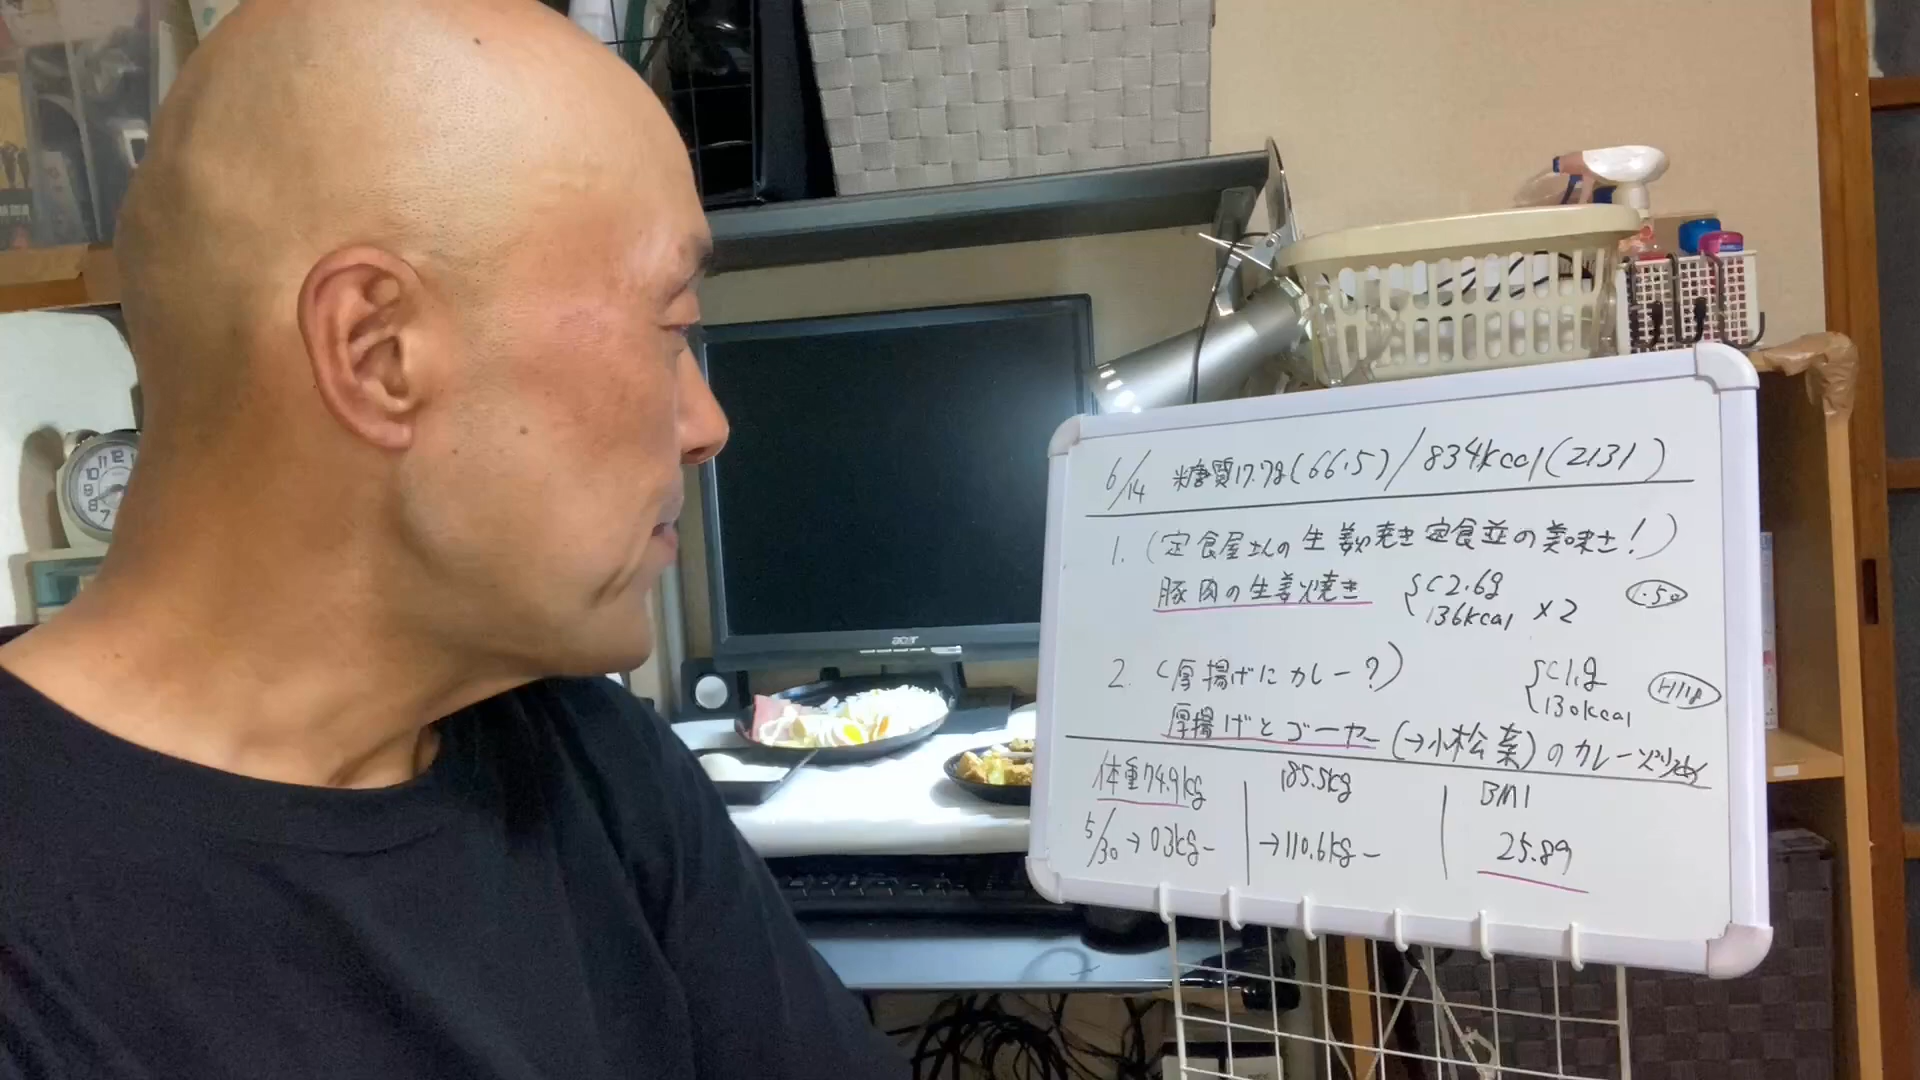 6/14 糖質17.7g(66.5)/834kcal(2131)
1.(定食屋さんの生姜焼き定食並の美味さ!)
豚肉の生姜焼き {C2.6g 136kcal ×2 1.50
2.(厚揚げにカレー?) {C1.g 130kcal H11g
厚揚げとゴーヤー(→小松菜)のカレー炒め
体重74.9kg 185.5kg BMI
5/30→0.3kg- →110.6kg- 25.89
acer